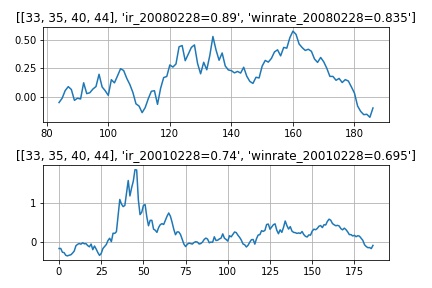 [[33, 35, 40, 44], 'ir_20080228=0.89', 'winrate_20080228=0.835']
0.50
0.25
0.00
80 100 120 140 160 180
[[33, 35, 40, 44], 'ir_20010228=0.74', 'winrate_20010228=0.695']
1
0
0 25 50 75 100 125 150 175